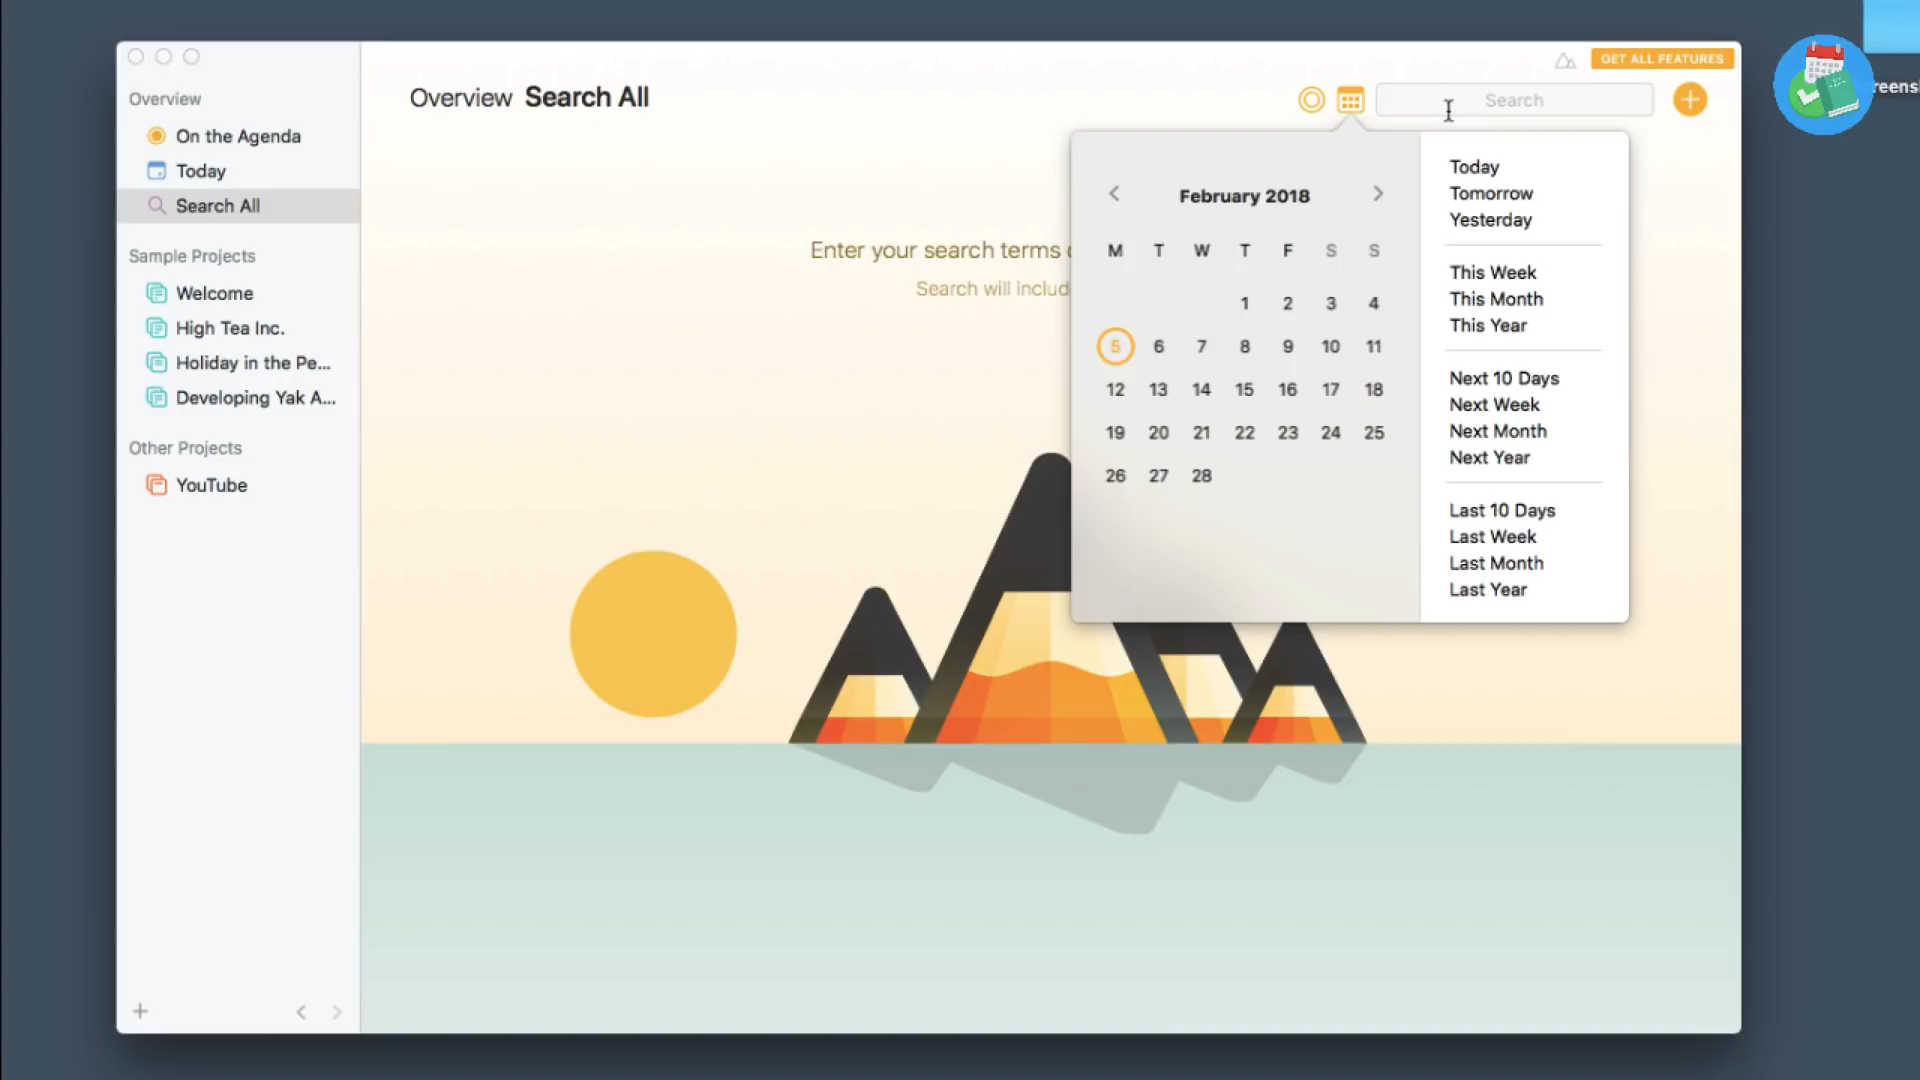 GET ALL FEATURES
Overview Search All
Search
Overview
On the Agenda
Today
Search All
Sample Projects
Welcome
High Tea Inc.
Holiday in the Pe...
Developing Yak A...
Other Projects
YouTube
Enter your search terms
Search will includ
February 2018
M T W T F S S
1 2 3 4
5 6 7 8 9 10 11
12 13 14 15 16 17 18
19 20 21 22 23 24 25
26 27 28
Today
Tomorrow
Yesterday
This Week
This Month
This Year
Next 10 Days
Next Week
Next Month
Next Year
Last 10 Days
Last Week
Last Month
Last Year